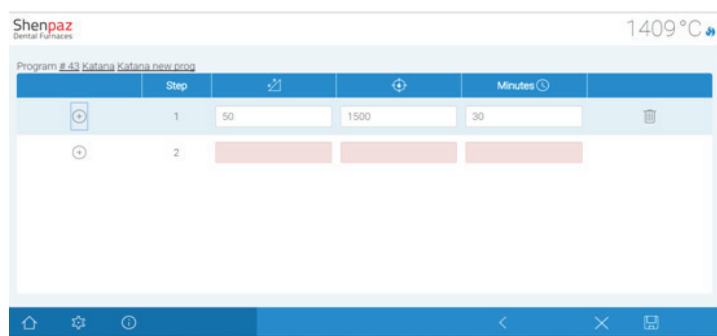 Shenpaz
Dental Furnaces
1409°C
Program # 43 Katana Katana new prog
Step Minutes
1 50 1500 30
2